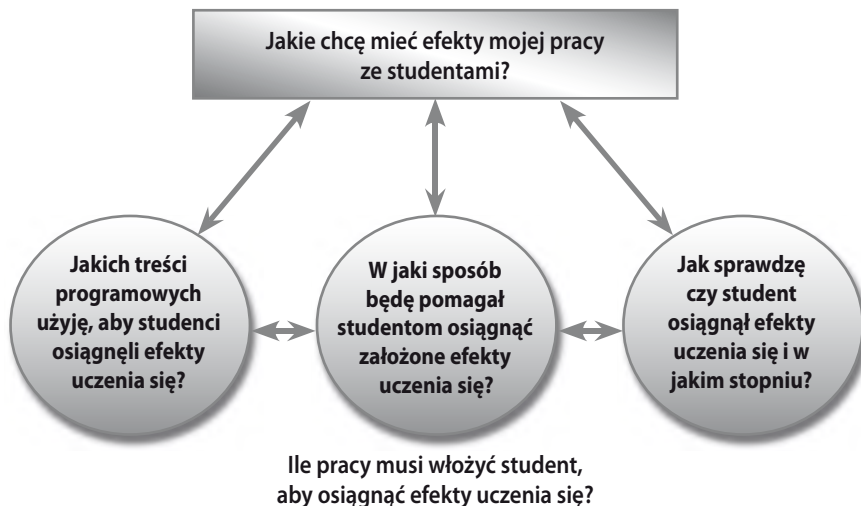 Jakie chcę mieć efekty mojej pracy
ze studentami?
Jakich treści
programowych
użyję, aby studenci
osiągnęli efekty
uczenia się?
W jaki sposób
będę pomagał
studentom osiągnąć
założone efekty
uczenia się?
Jak sprawdzę
czy student
osiągnął efekty
uczenia się i w
jakim stopniu?
Ile pracy musi włożyć student,
aby osiągnąć efekty uczenia się?